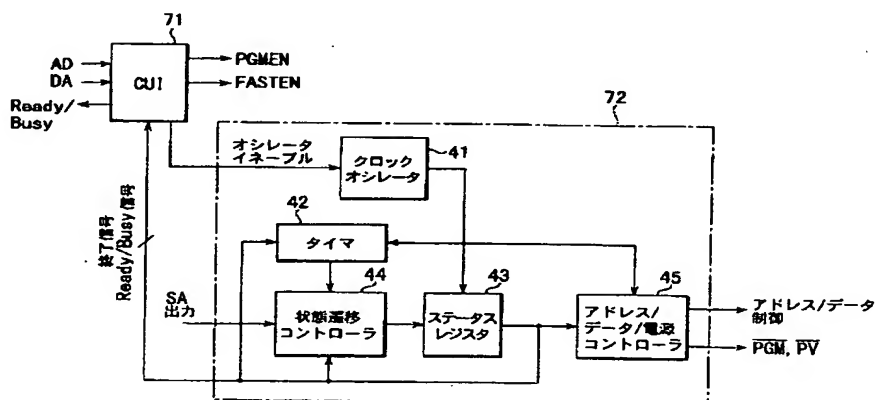 71
AD
DA
Ready/
Busy
CUI
PGMEN
FASTEN
72
オシレータ
イネーブル
クロック
オシレータ
41
42
タイマ
終了信号
Ready/Busy信号
SA
出力
44
状態遷移
コントローラ
43
ステータス
レジスタ
45
アドレス/
データ/電源
コントローラ
アドレス/データ
制御
P̅G̅M̅, P̅V̅